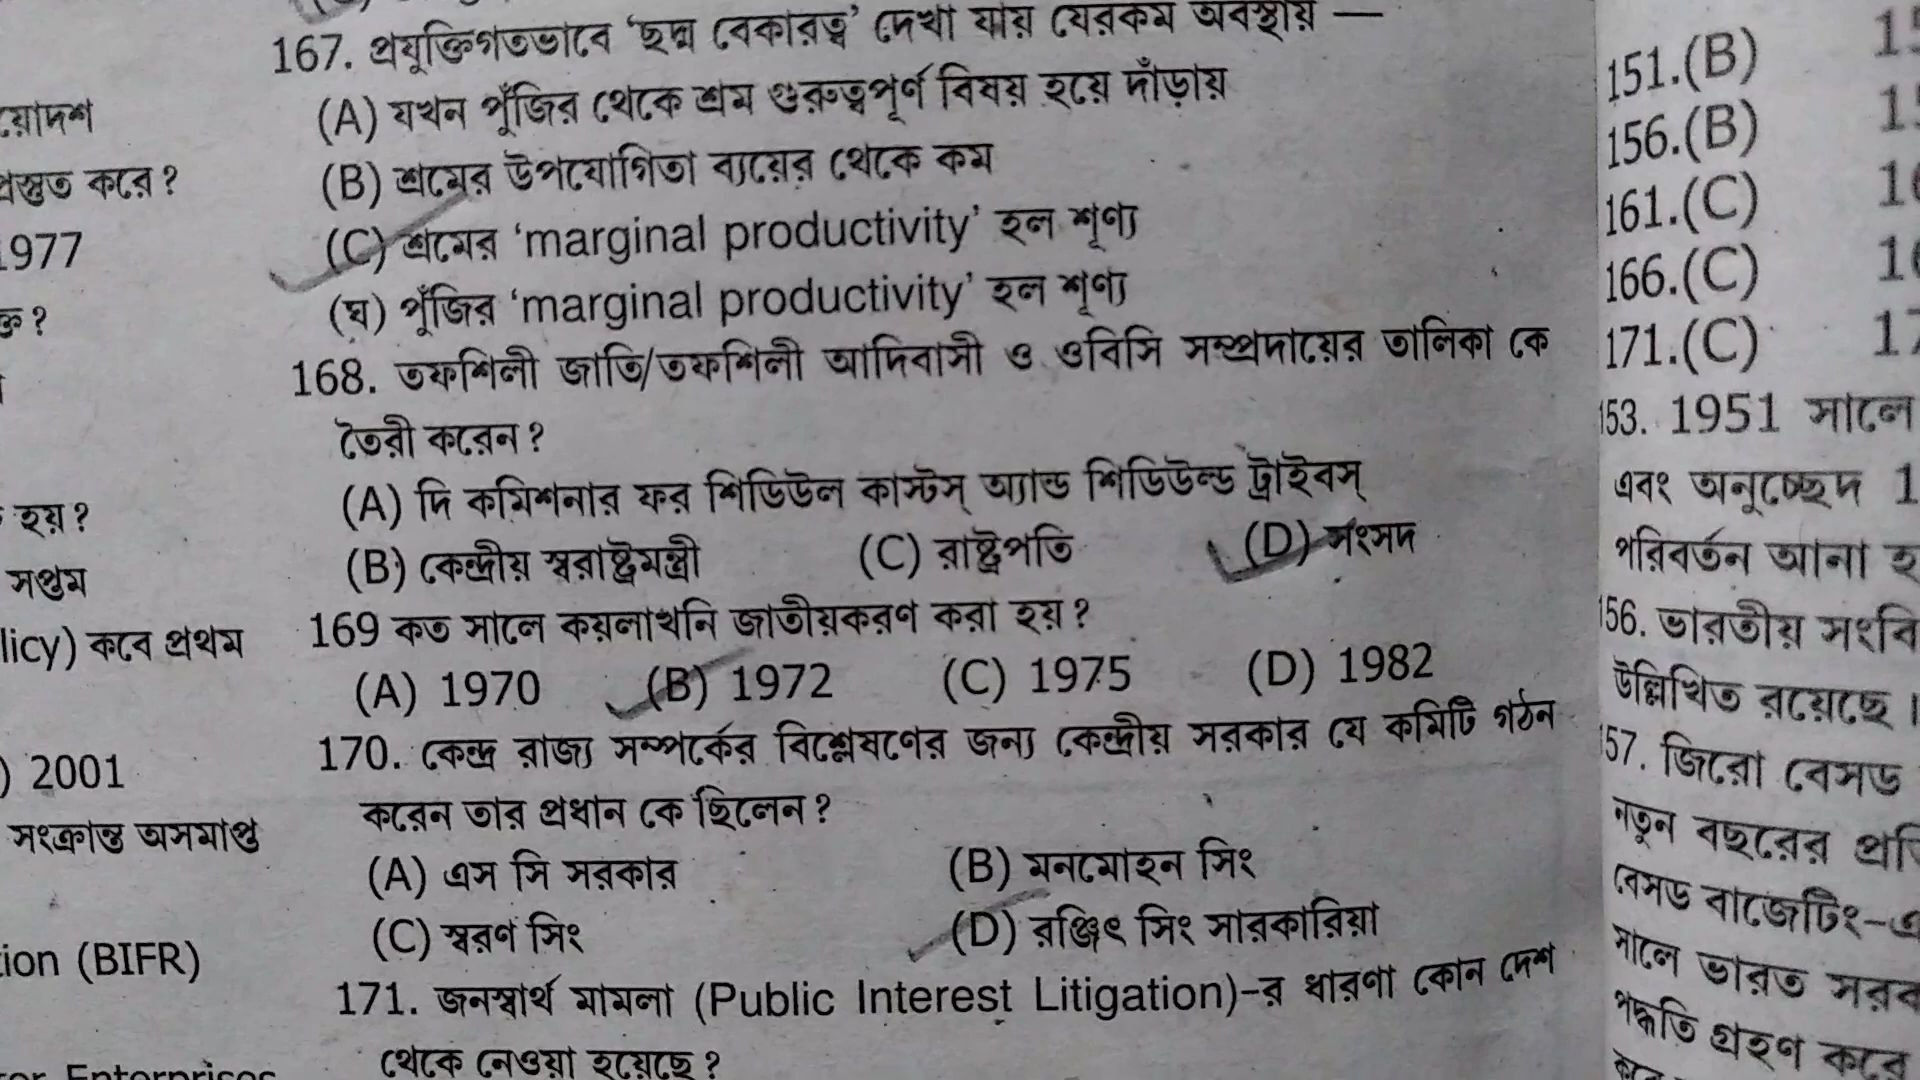 য়োদশ
প্রস্তুত করে?
1977
ক্ত?
হয়?
সপ্তম
licy) কবে প্রথম
) 2001
সংক্রান্ত অসমাপ্ত
ion (BIFR)
or Enterprises
167. প্রযুক্তিগতভাবে ‘ছদ্ম বেকারত্ব’ দেখা যায় যেরকম অবস্থায় —
(A) যখন পুঁজির থেকে শ্রম গুরুত্বপূর্ণ বিষয় হয়ে দাঁড়ায়
(B) শ্রমের উপযোগিতা ব্যয়ের থেকে কম
(C) শ্রমের ‘marginal productivity’ হল শূণ্য
(ঘ) পুঁজির ‘marginal productivity’ হল শূণ্য
168. তফশিলী জাতি/তফশিলী আদিবাসী ও ওবিসি সম্প্রদায়ের তালিকা কে
তৈরী করেন?
(A) দি কমিশনার ফর শিডিউল কাস্টস্ অ্যান্ড শিডিউল্ড ট্রাইবস্
(B) কেন্দ্রীয় স্বরাষ্ট্রমন্ত্রী (C) রাষ্ট্রপতি (D) সংসদ
169 কত সালে কয়লাখনি জাতীয়করণ করা হয়?
(A) 1970 (B) 1972 (C) 1975 (D) 1982
170. কেন্দ্র রাজ্য সম্পর্কের বিশ্লেষণের জন্য কেন্দ্রীয় সরকার যে কমিটি গঠন
করেন তার প্রধান কে ছিলেন?
(A) এস সি সরকার (B) মনমোহন সিং
(C) স্বরণ সিং (D) রঞ্জিৎ সিং সারকারিয়া
171. জনস্বার্থ মামলা (Public Interest Litigation)-র ধারণা কোন দেশ
থেকে নেওয়া হয়েছে?
151.(B)
156.(B)
161.(C)
166.(C)
171.(C)
153. 1951 সালে
এবং অনুচ্ছেদ 1
পরিবর্তন আনা হ
156. ভারতীয় সংবি
উল্লিখিত রয়েছে।
157. জিরো বেসড
নতুন বছরের প্রতি
বেসড বাজেটিং-এ
সালে ভারত সরক
পদ্ধতি গ্রহণ করে